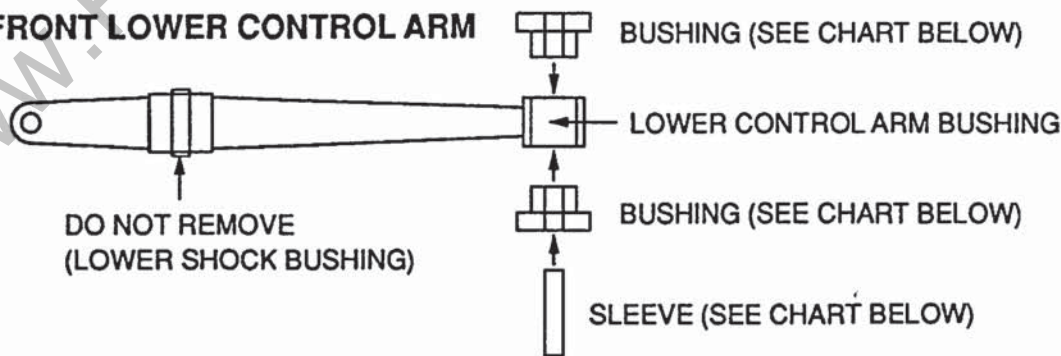 FRONT LOWER CONTROL ARM
BUSHING (SEE CHART BELOW)
LOWER CONTROL ARM BUSHING
DO NOT REMOVE
(LOWER SHOCK BUSHING)
BUSHING (SEE CHART BELOW)
SLEEVE (SEE CHART BELOW)